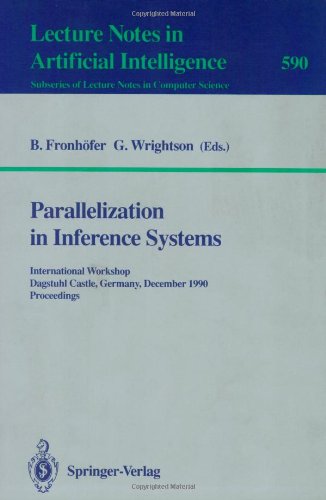 Lecture Notes in
Artificial Intelligence 590
Subseries of Lecture Notes in Computer Science
B. Fronhöfer G. Wrightson (Eds.)
Parallelization
in Inference Systems
International Workshop
Dagstuhl Castle, Germany, December 1990
Proceedings
Springer-Verlag